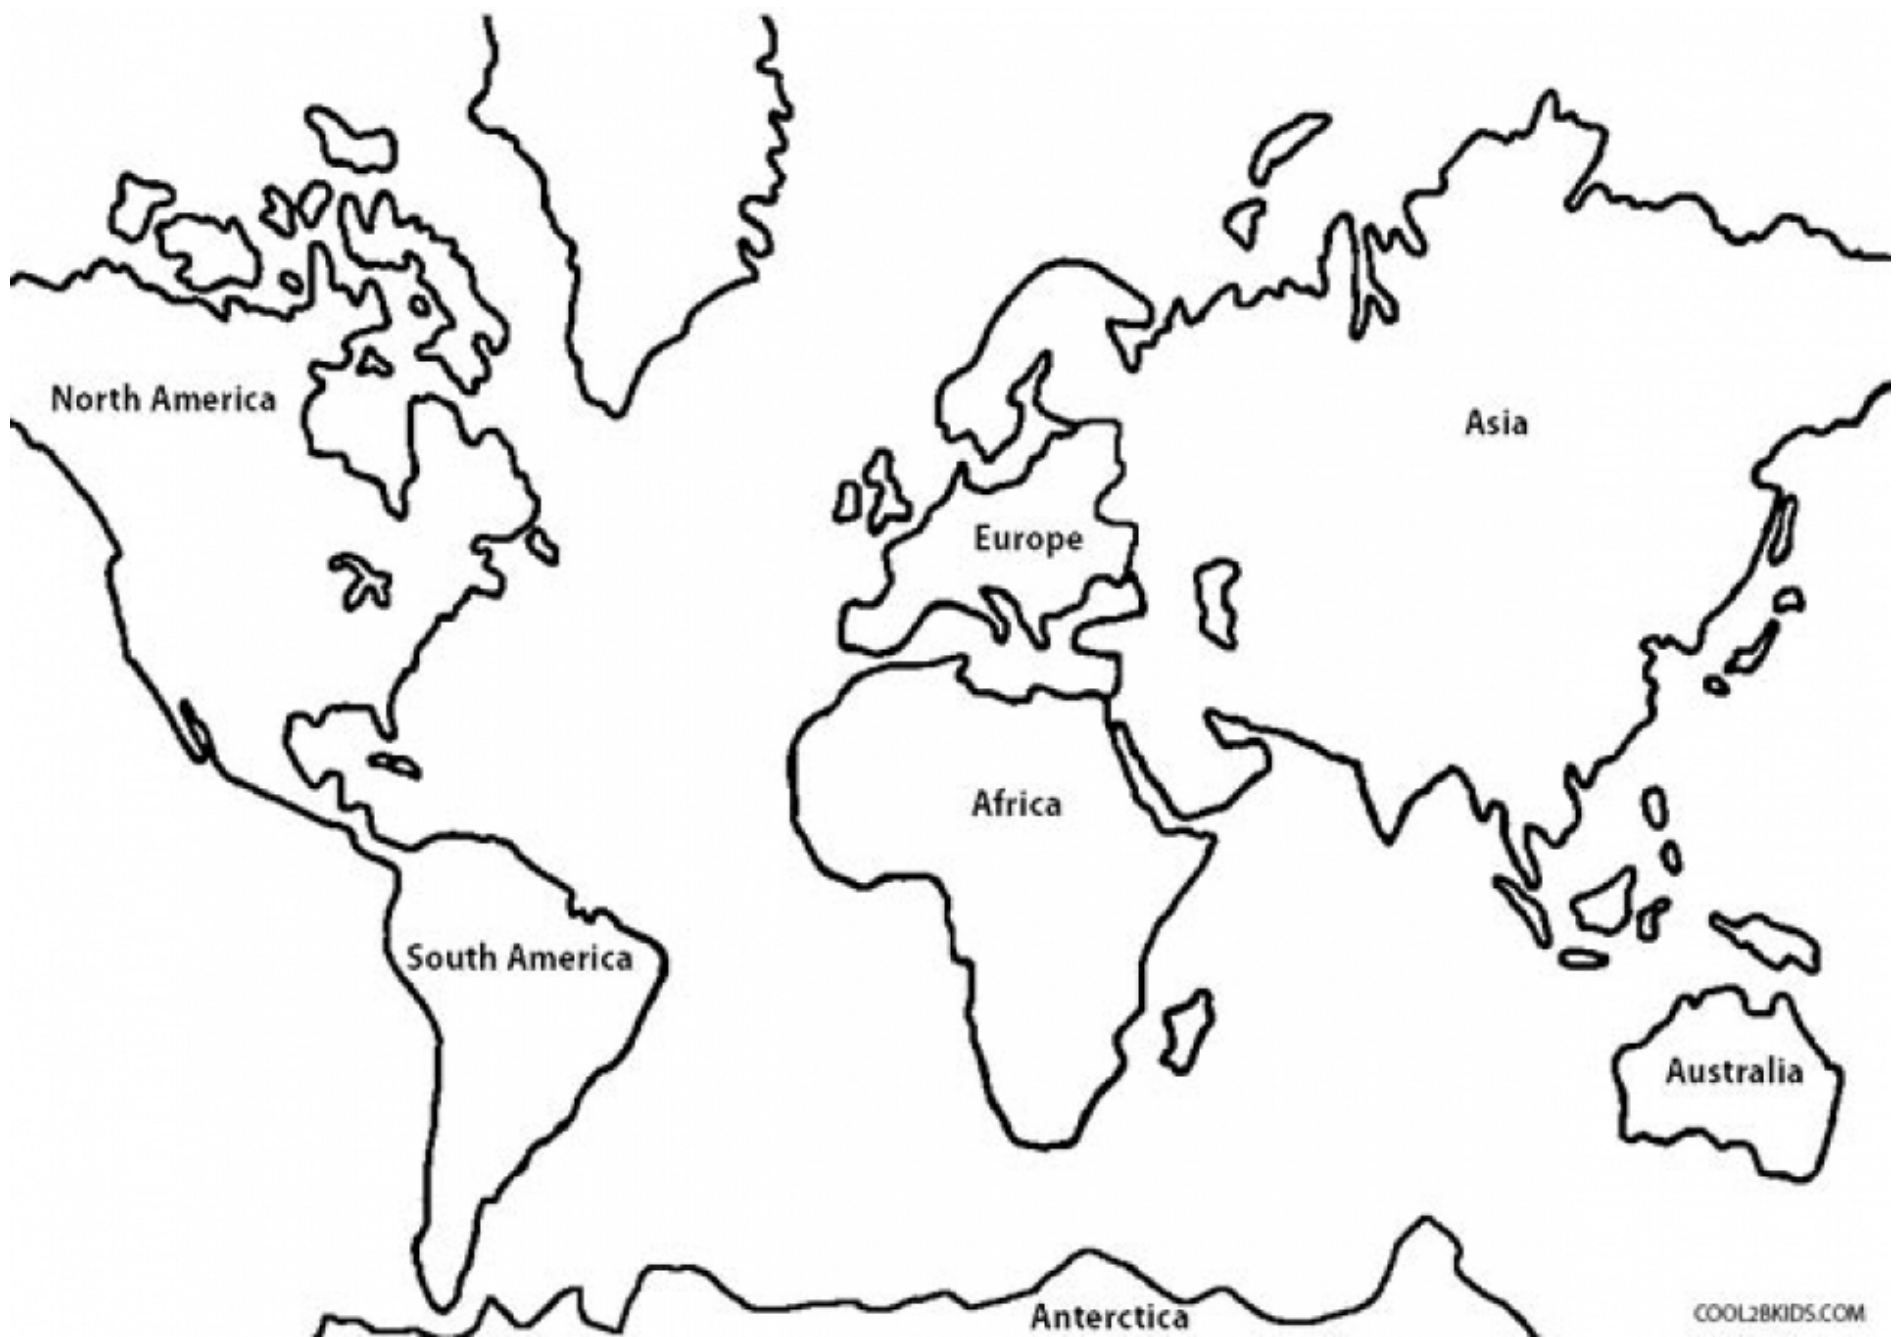 North America
Asia
Europe
Africa
South America
Australia
Anterctica
COOL2BKIDS.COM